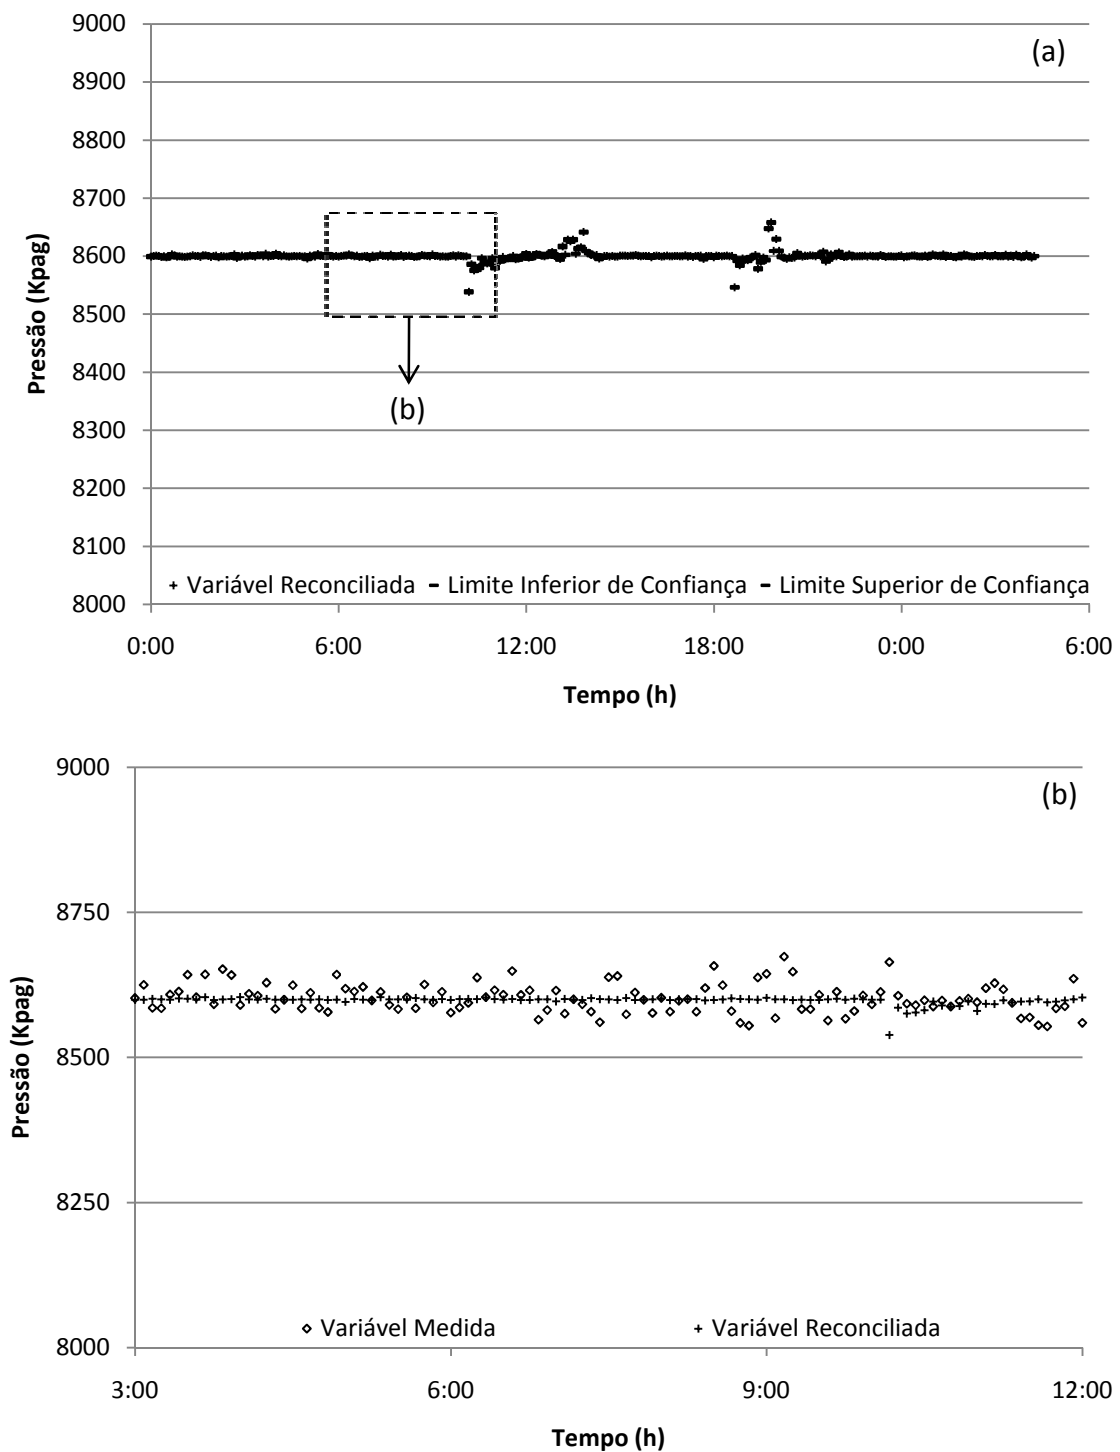 9000
(a)
8900
8800
8700
8600
8500
8400
(b)
8300
8200
8100
+ Variável Reconciliada – Limite Inferior de Confiança – Limite Superior de Confiança
8000
0:00 6:00 12:00 18:00 0:00 6:00
Tempo (h)
Pressão (Kpag)
9000
(b)
8750
8500
8250
Variável Medida + Variável Reconciliada
8000
3:00 6:00 9:00 12:00
Tempo (h)
Pressão (Kpag)